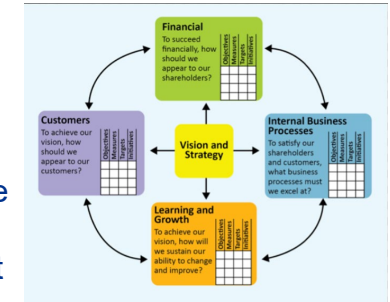 Financial
To succeed
financially, how
should we
appear to our
shareholders?
Objectives
Measures
Targets
Initiatives
Customers
To achieve our
vision, how
should we
appear to our
customers?
Objectives
Measures
Targets
Initiatives
Vision and
Strategy
Internal Business
Processes
To satisfy our
shareholders
and customers,
what business
processes must
we excel at?
Objectives
Measures
Targets
Initiatives
Learning and
Growth
To achieve our
vision, how will
we sustain our
ability to change
and improve?
Objectives
Measures
Targets
Initiatives
e
t